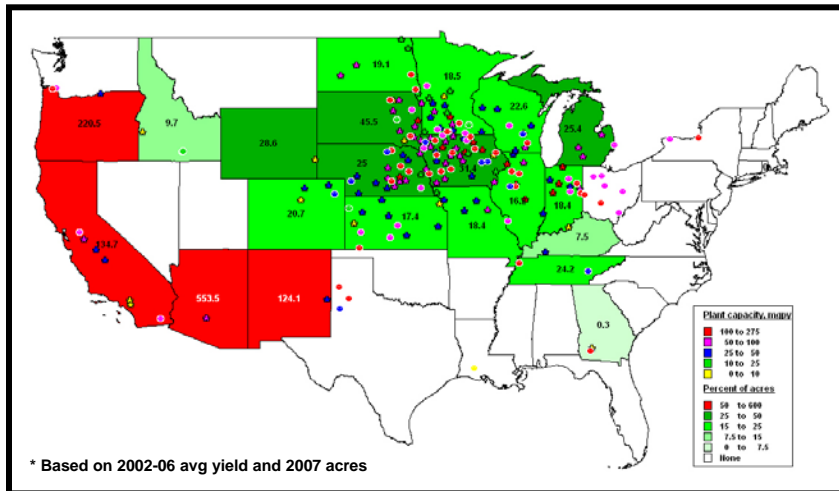 19.1
18.5
220.5
9.7
22.6
28.6
45.5
25.4
25
20.7
17.4
18.4
18.4
7.5
134.7
24.2
553.5
124.1
0.3
Plant capacity, mgpy
100 to 275
50 to 100
25 to 50
10 to 25
0 to 10
Percent of acres
50 to 600
25 to 50
15 to 25
7.5 to 15
0 to 7.5
None
* Based on 2002-06 avg yield and 2007 acres